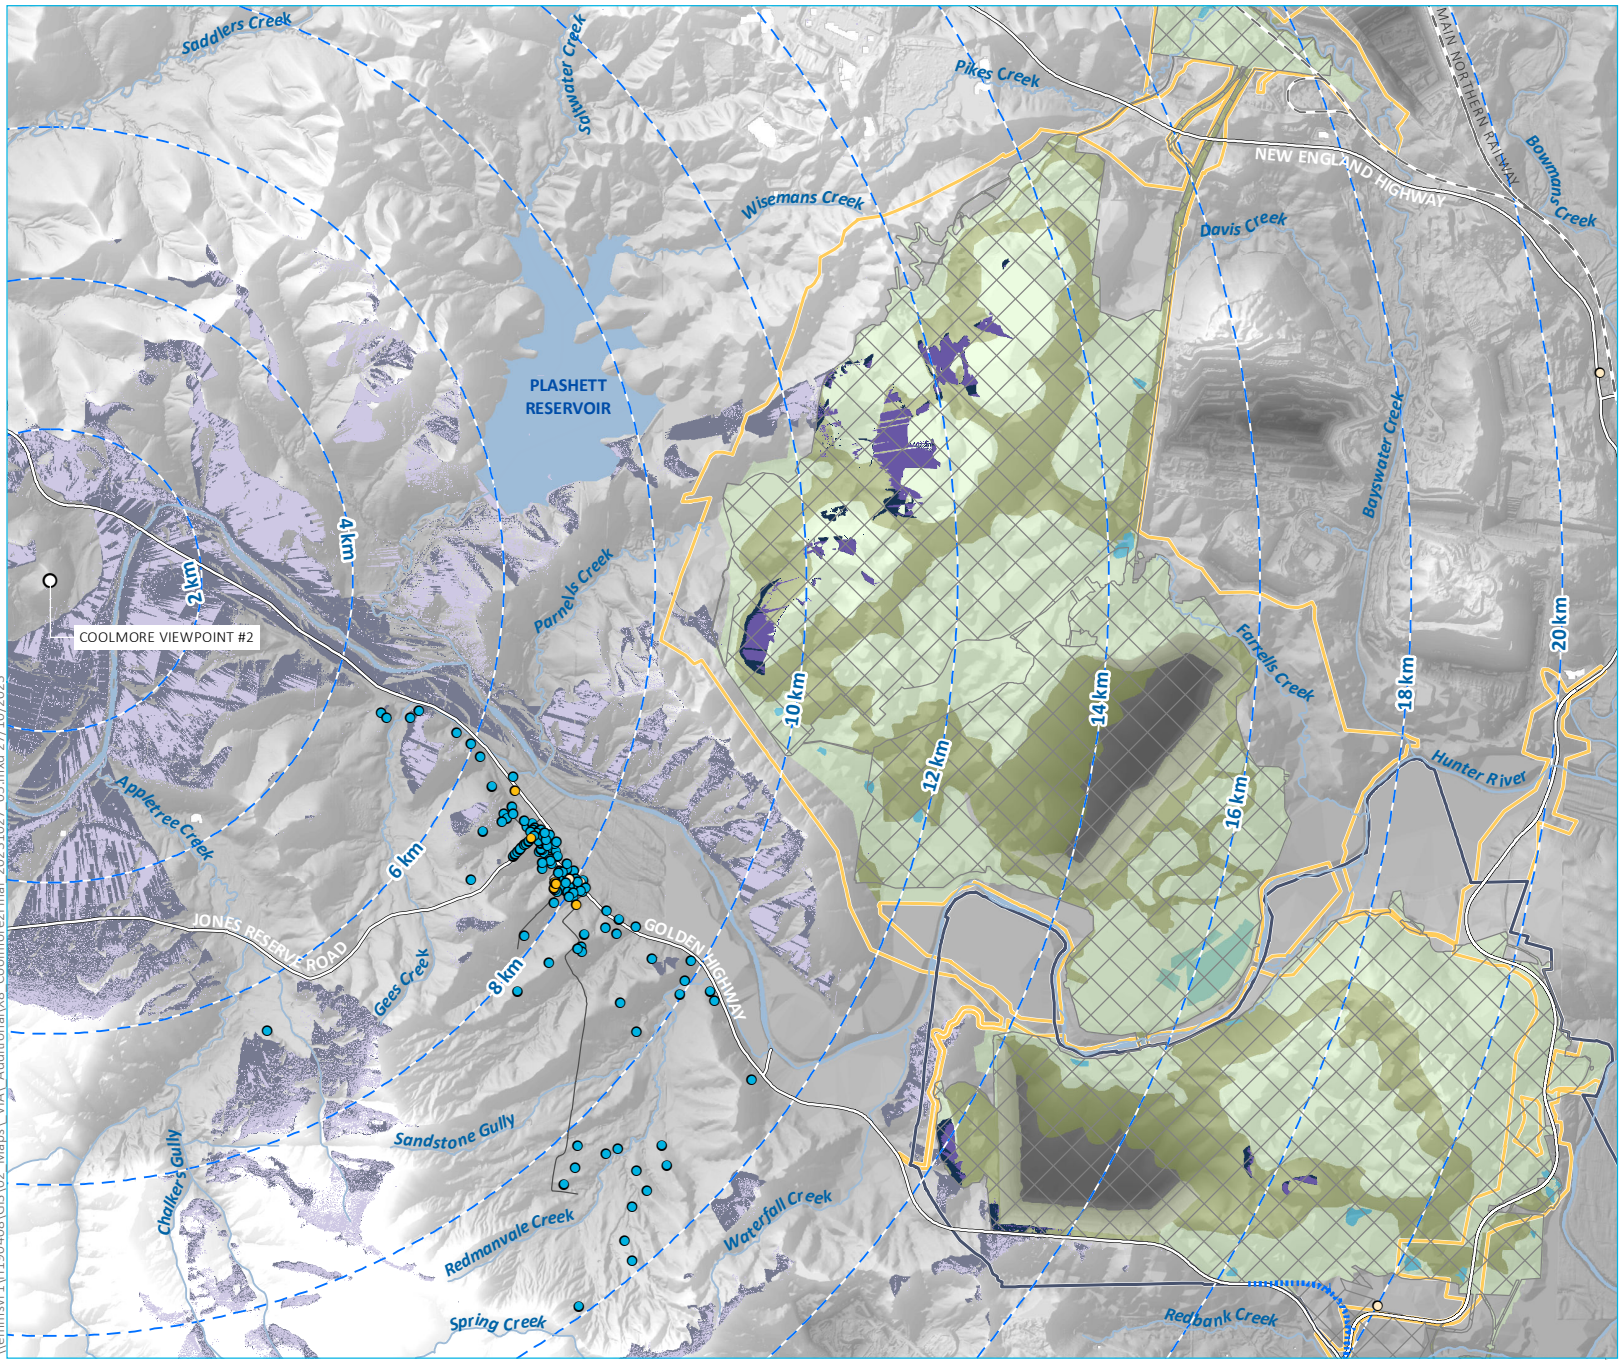 Saddlers Creek
Saltwater Creek
Pikes Creek
MAIN NORTHERN RAILWAY
NEW ENGLAND HIGHWAY
Bowmans Creek
Wisemans Creek
Davis Creek
PLASHETT
RESERVOIR
Bayswater Creek
4 km
2 km
Parnells Creek
COOLMORE VIEWPOINT #2
20 km
Farrells Creek
10 km
14 km
18 km
12 km
16 km
Hunter River
Appletree Creek
6 km
JONES RESERVE ROAD
GOLDEN HIGHWAY
Gees Creek
8 km
Sandstone Gully
Chalkers Gully
Redmanvale Creek
Waterfall Creek
Spring Creek
Redbank Creek